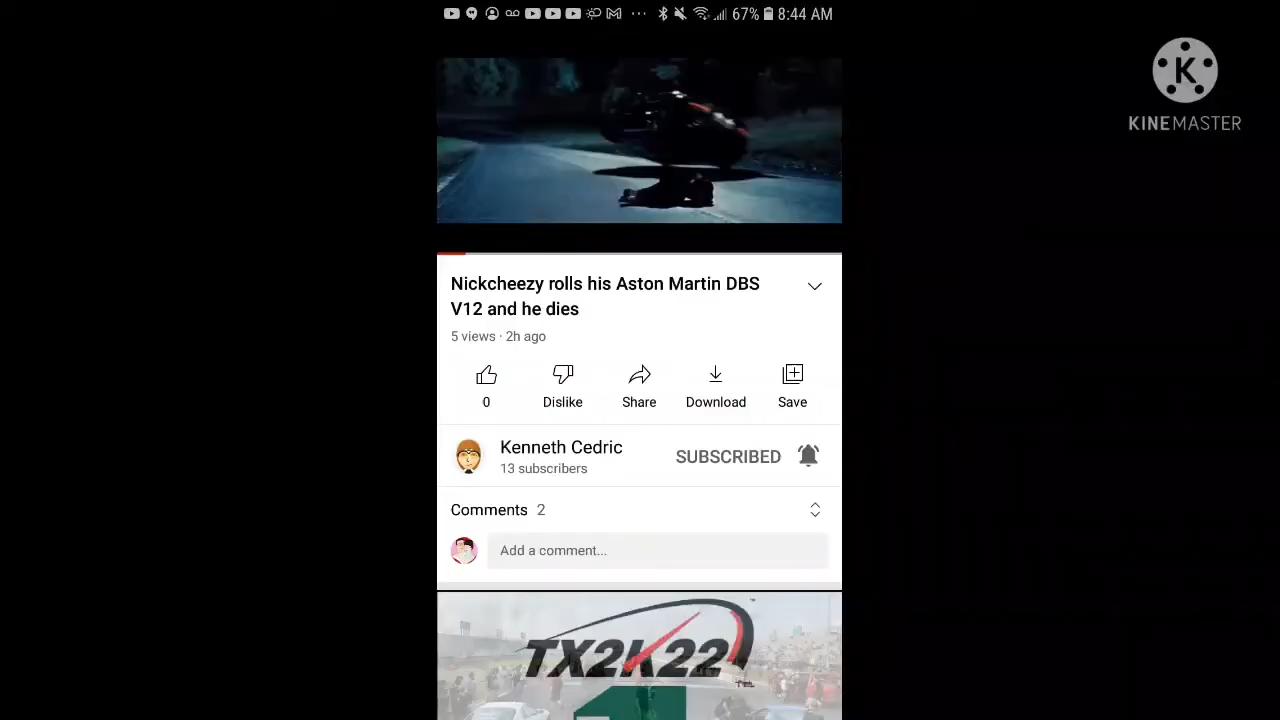 67% 8:44 AM
K
KINEMASTER
Nickcheezy rolls his Aston Martin DBS
V12 and he dies
5 views · 2h ago
0 Dislike Share Download Save
Kenneth Cedric
13 subscribers
SUBSCRIBED
Comments 2
Add a comment...
TX2K22